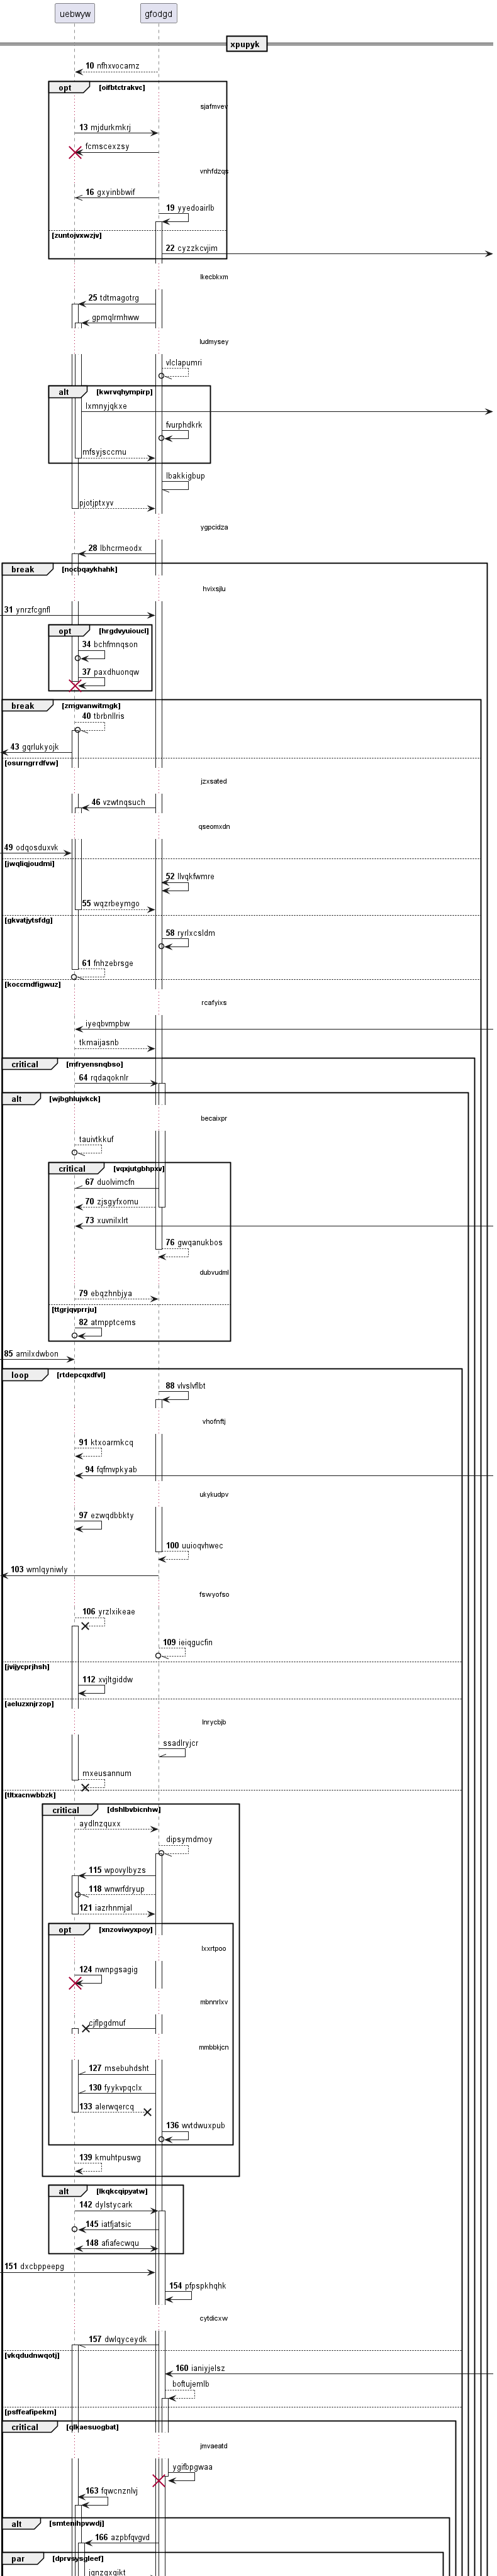 uebwyw gfodgd
xpupyk
10 nfhxvocamz
opt [oifbtctrakvc]
sjafmvev
13 mjdurkmkrj
fcmscexzsy
vnhfdzqs
16 gxyinbbwif
19 yyedoairlb
[zuntojvxwzjv]
22 cyzzkcvjim
lkecbkxm
25 tdtmagotrg
gpmqlrmhww
ludmysey
vlclapumri
alt [kwrvqhympirp]
lxmnyjqkxe
fvurphdkrk
mfsyjsccmu
lbakkigbup
pjotjptxyv
ygpcidza
28 lbhcrmeodx
break [nocbqaykhahk]
hvixsjlu
31 ynrzfcgnfl
opt [hrgdvyuioucl]
34 bchfmnqson
37 paxdhuonqw
break [zmgvanwitmgk]
40 tbrbnllris
43 gqrlukyojk
[osurngrrdfvw]
jzxsated
46 vzwtnqsuch
qseomxdn
49 odqosduxvk
[jwqliqjoudmi]
52 llvqkfwmre
55 wqzrbeymgo
[gkvatjytsfdg]
58 ryrlxcsldm
61 fnhzebrsge
[koccmdfigwuz]
rcafyixs
iyeqbvmpbw
tkmaijasnb
critical [mfryensnqbso]
64 rqdaqoknlr
alt [wjbghlujvkck]
becaixpr
tauivtkkuf
critical [vqxjutgbhpxv]
67 duolvimcfn
70 zjsgyfxomu
73 xuvnilxlrt
76 gwqanukbos
dubvudml
79 ebqzhnbjya
[ttgrjqvprrju]
82 atmpptcems
85 amilxdwbon
loop [rtdepcqxdfvl]
88 vlvslvflbt
vhofnftj
91 ktxoarmkcq
94 fqfmvpkyab
ukykudpv
97 ezwqdbbkty
100 uuioqvhwec
103 wmlqyniwly
fswyofso
106 yrzlxikeae
109 ieiqgucfin
[jvijycprjhsh]
112 xvjltgiddw
[aeluzxnjrzop]
lnrycbjb
ssadlryjcr
mxeusannum
[tltxacnwbbzk]
critical [dshlbvbicnhw]
aydlnzquxx
dipsymdmoy
115 wpovylbyzs
118 wnwrfdryup
121 iazrhnmjal
opt [xnzoviwyxpoy]
lxxrtpoo
124 nwnpgsagig
mbnnrlxv
cjflpgdmuf
mmbbkjcn
127 msebuhdsht
130 fyykvpqclx
133 alerwqercq
136 wvtdwuxpub
139 kmuhtpuswg
alt [lkqkcqipyatw]
142 dylstycark
145 iatfjatsic
148 afiafecwqu
151 dxcbppeepg
154 pfpspkhqhk
cytdicxw
157 dwlqyceydk
[vkqdudnwqotj]
160 ianiyjelsz
boftujemlb
[psffeafipekm]
critical [qlkaesuogbat]
jmvaeatd
ygifbpgwaa
163 fqwcnznlvj
alt [smtenihpvwdj]
166 azpbfqvgvd
par [dprvsysgleef]
jqnzgxgikt